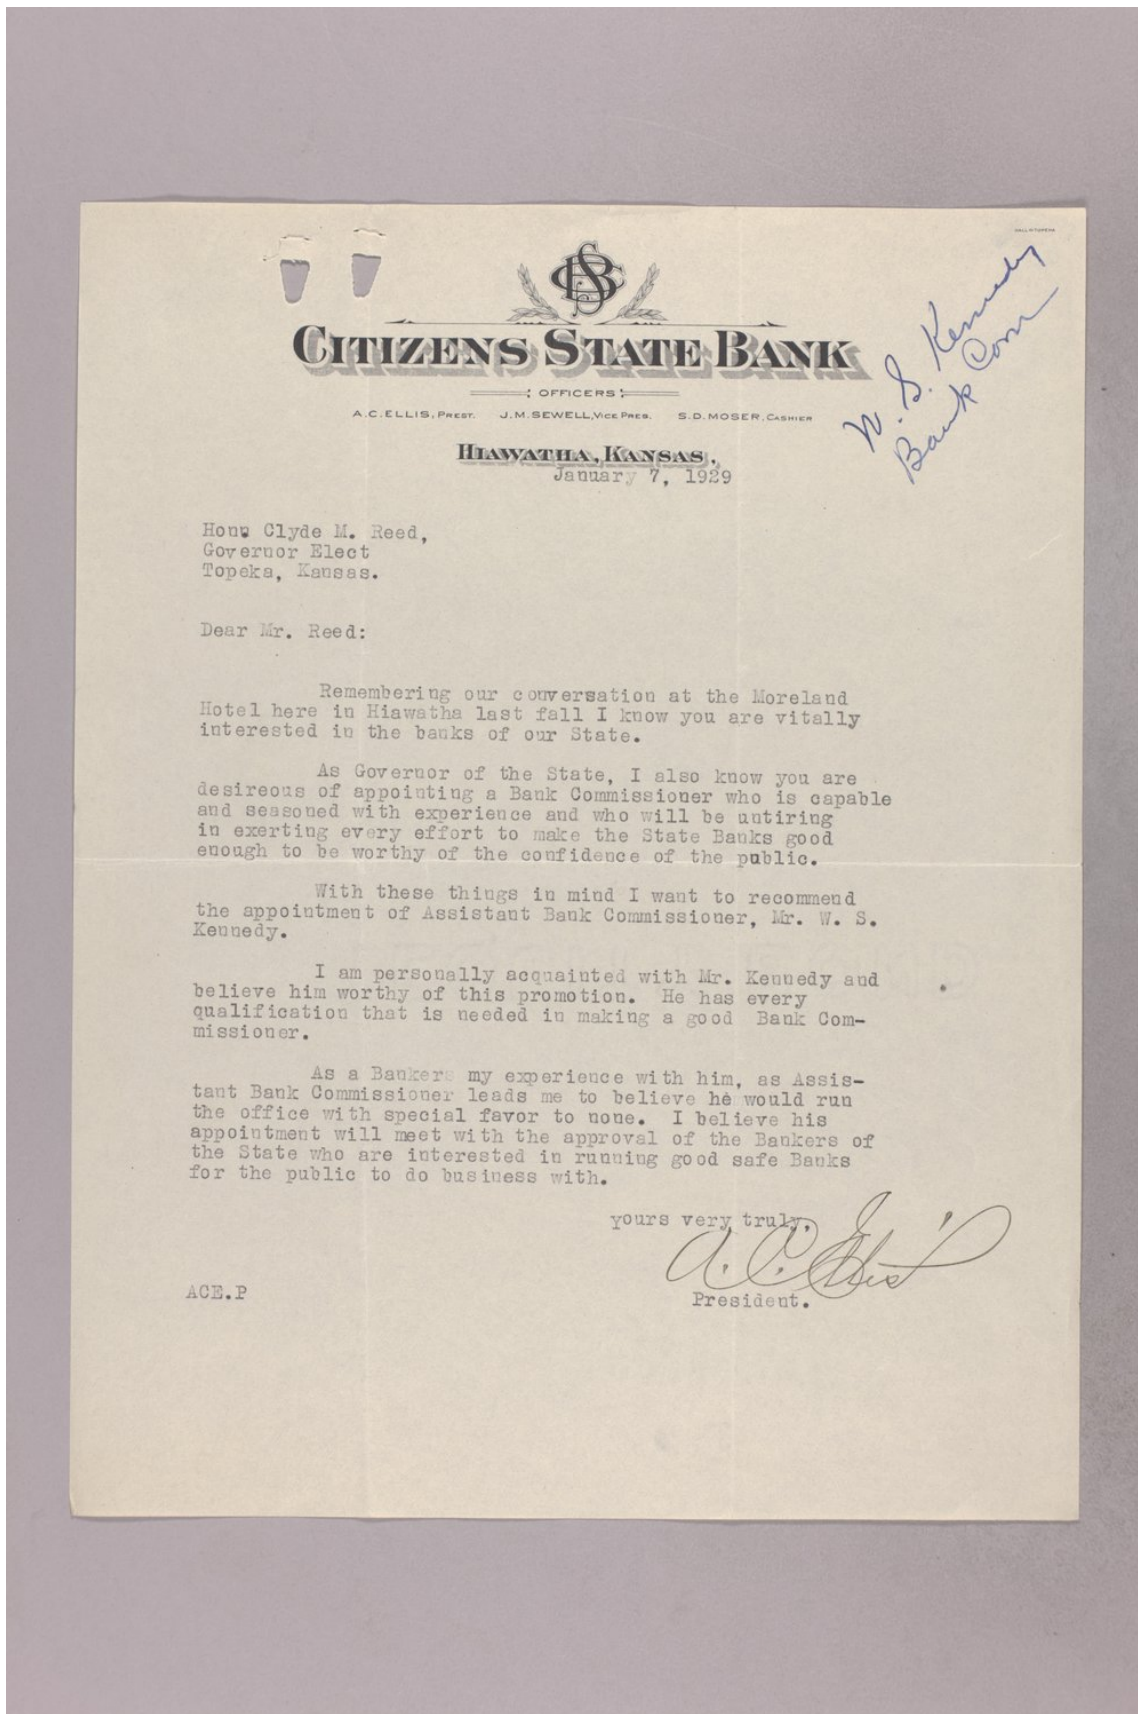 HALL-TOPEKA
W. S. Kennedy
Bank Com
CSB
CITIZENS STATE BANK
OFFICERS
A.C.ELLIS, PREST. J.M.SEWELL, VICE PRES. S.D.MOSER, CASHIER
HIAWATHA, KANSAS,
January 7, 1929
Hon. Clyde M. Reed,
Governor Elect
Topeka, Kansas.
Dear Mr. Reed:
Remembering our conversation at the Moreland
Hotel here in Hiawatha last fall I know you are vitally
interested in the banks of our State.
As Governor of the State, I also know you are
desireous of appointing a Bank Commissioner who is capable
and seasoned with experience and who will be untiring
in exerting every effort to make the State Banks good
enough to be worthy of the confidence of the public.
With these things in mind I want to recommend
the appointment of Assistant Bank Commissioner, Mr. W. S.
Kennedy.
I am personally acquainted with Mr. Kennedy and
believe him worthy of this promotion. He has every
qualification that is needed in making a good Bank Com-
missioner.
As a Bankers my experience with him, as Assis-
tant Bank Commissioner leads me to believe he would run
the office with special favor to none. I believe his
appointment will meet with the approval of the Bankers of
the State who are interested in running good safe Banks
for the public to do business with.
yours very truly,
A. C. Ellis
President.
ACE.P